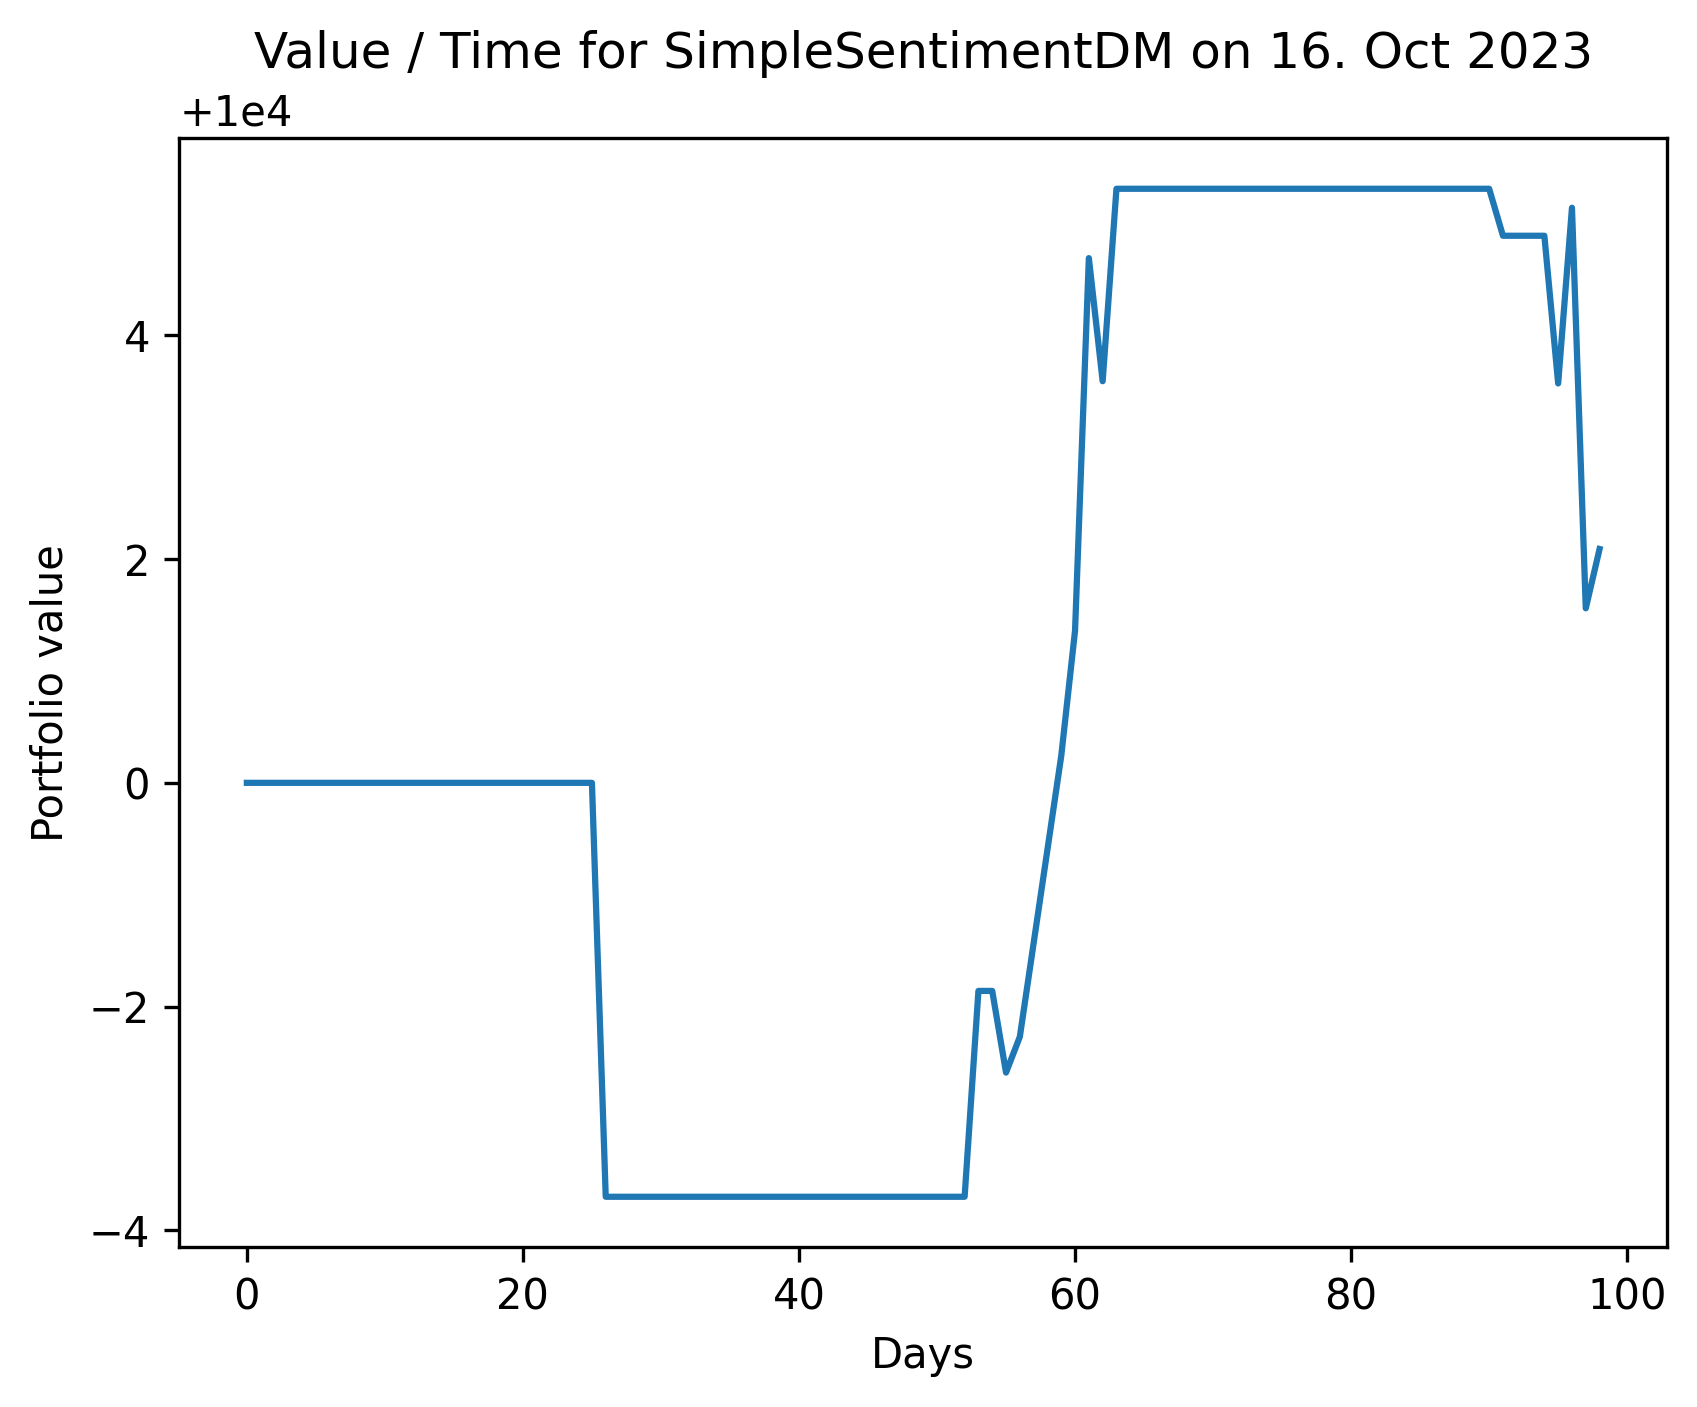 Value / Time for SimpleSentimentDM on 16. Oct 2023
+1e4
4
2
0
−2
−4
Portfolio value
0 20 40 60 80 100
Days